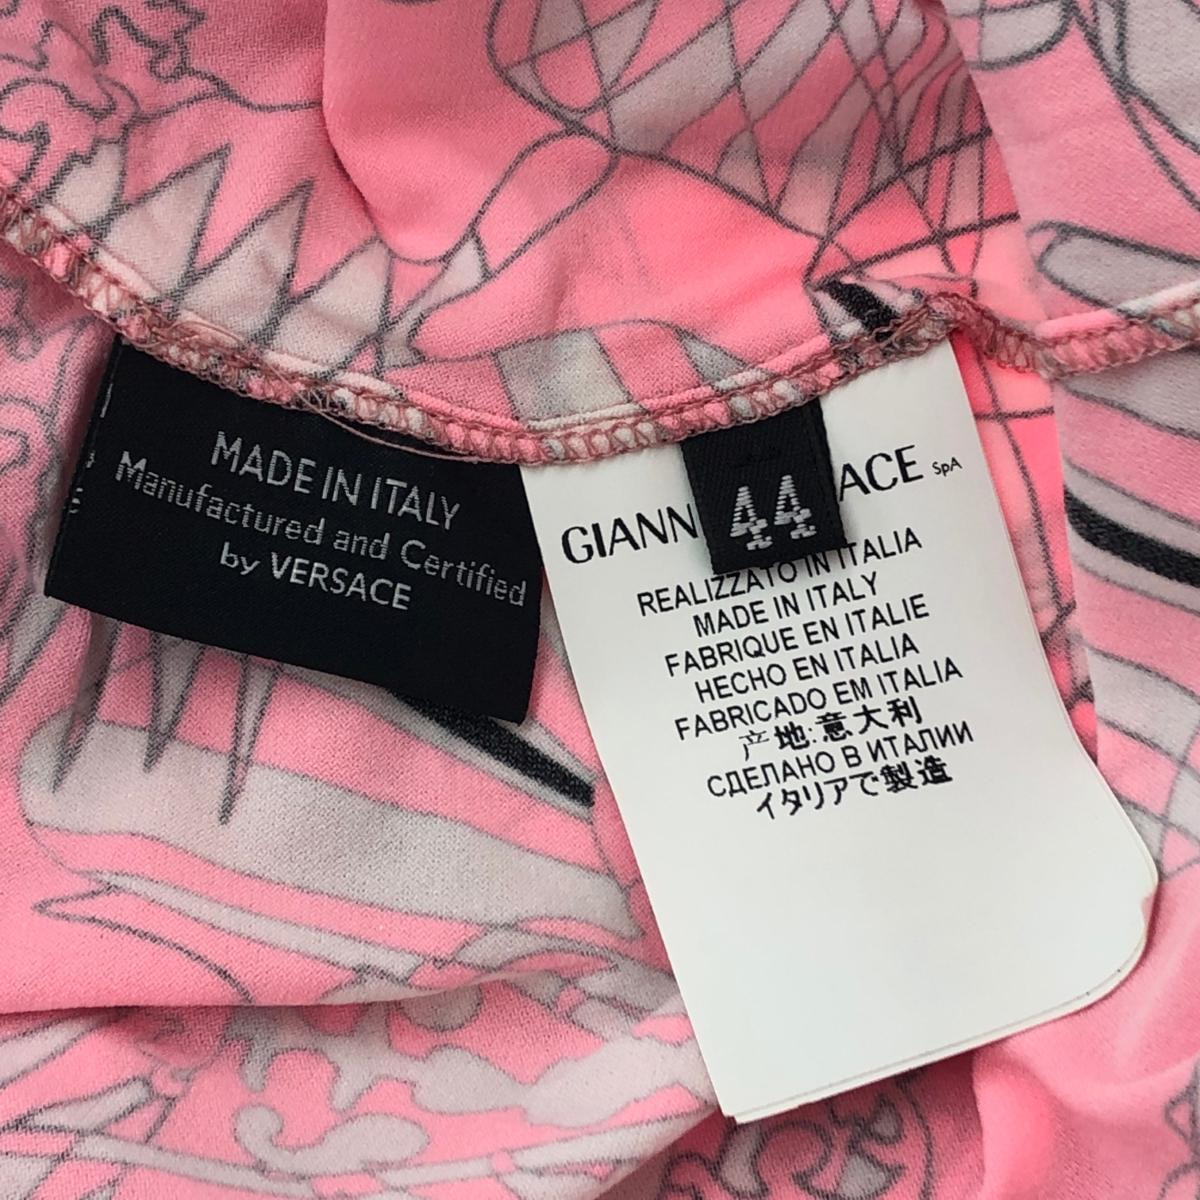 MADE IN ITALY
Manufactured and Certified
by VERSACE
44
GIANN ACE SpA
REALIZZATO IN ITALIA
MADE IN ITALY
FABRIQUE EN ITALIE
HECHO EN ITALIA
FABRICADO EM ITALIA
产地:意大利
СДЕЛАНО В ИТАЛИИ
イタリアで製造